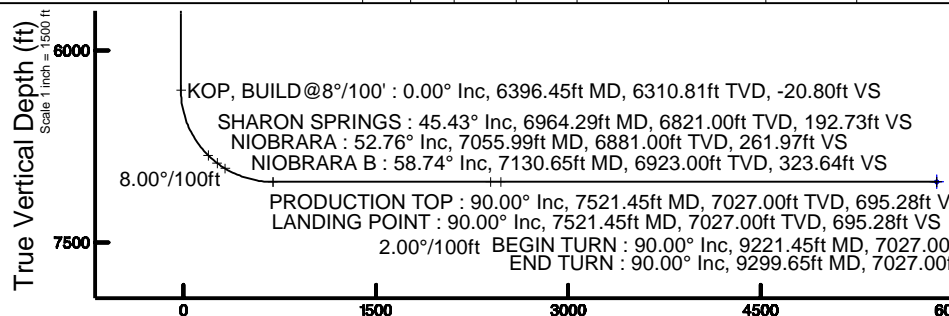 True Vertical Depth (ft)
Scale 1 inch = 1500 ft
6000
7500
KOP, BUILD@8°/100' : 0.00° Inc, 6396.45ft MD, 6310.81ft TVD, -20.80ft VS
SHARON SPRINGS : 45.43° Inc, 6964.29ft MD, 6821.00ft TVD, 192.73ft VS
NIOBRARA : 52.76° Inc, 7055.99ft MD, 6881.00ft TVD, 261.97ft VS
NIOBRARA B : 58.74° Inc, 7130.65ft MD, 6923.00ft TVD, 323.64ft VS
8.00°/100ft
PRODUCTION TOP : 90.00° Inc, 7521.45ft MD, 7027.00ft TVD, 695.28ft V
LANDING POINT : 90.00° Inc, 7521.45ft MD, 7027.00ft TVD, 695.28ft VS
2.00°/100ft
BEGIN TURN : 90.00° Inc, 9221.45ft MD, 7027.00
END TURN : 90.00° Inc, 9299.65ft MD, 7027.00f
0 1500 3000 4500 60